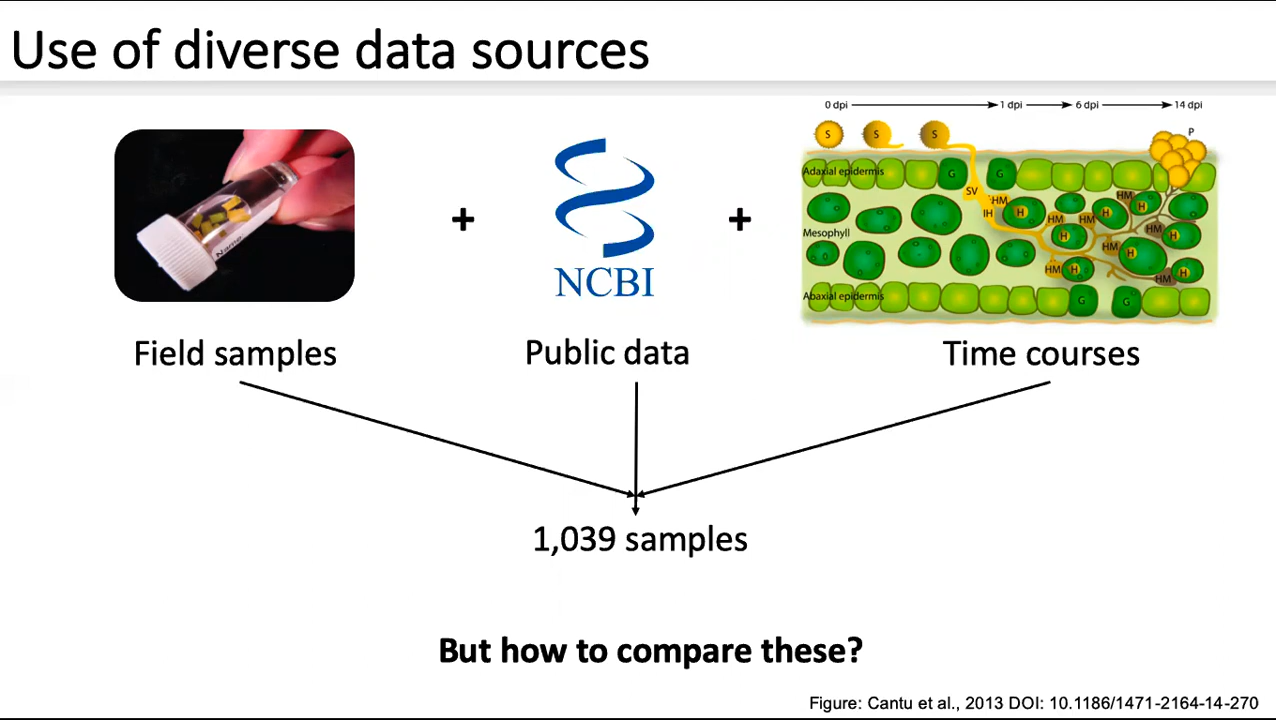 Use of diverse data sources
0 dpi 1 dpi 6 dpi 14 dpi
S S S P
Adaxial epidermis G G
SV HM HM H
IH H HM HM H
Mesophyll H HM H HM H
HM H HM H
Abaxial epidermis G G
Name:
+ +
NCBI
Field samples
Public data
Time courses
1,039 samples
But how to compare these?
Figure: Cantu et al., 2013 DOI: 10.1186/1471-2164-14-270